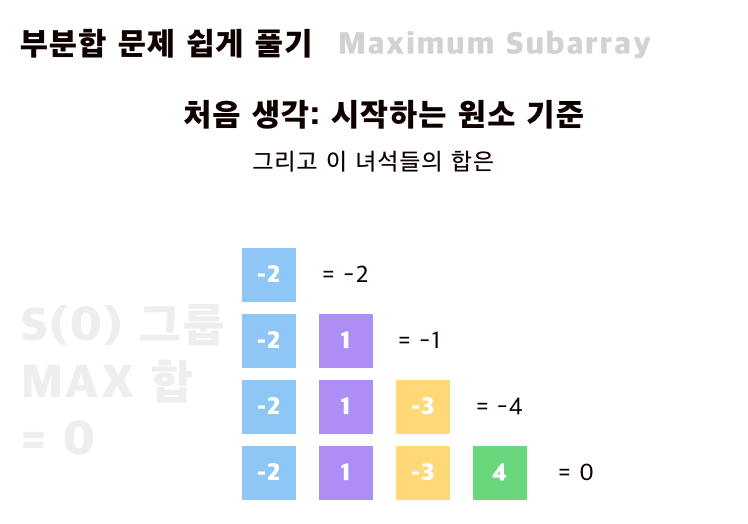 부분합 문제 쉽게 풀기 Maximum Subarray
처음 생각: 시작하는 원소 기준
그리고 이 녀석들의 합은
-2 = -2
S(0) 그룹
-2 1 = -1
MAX 합
-2 1 -3 = -4
= 0
-2 1 -3 4 = 0